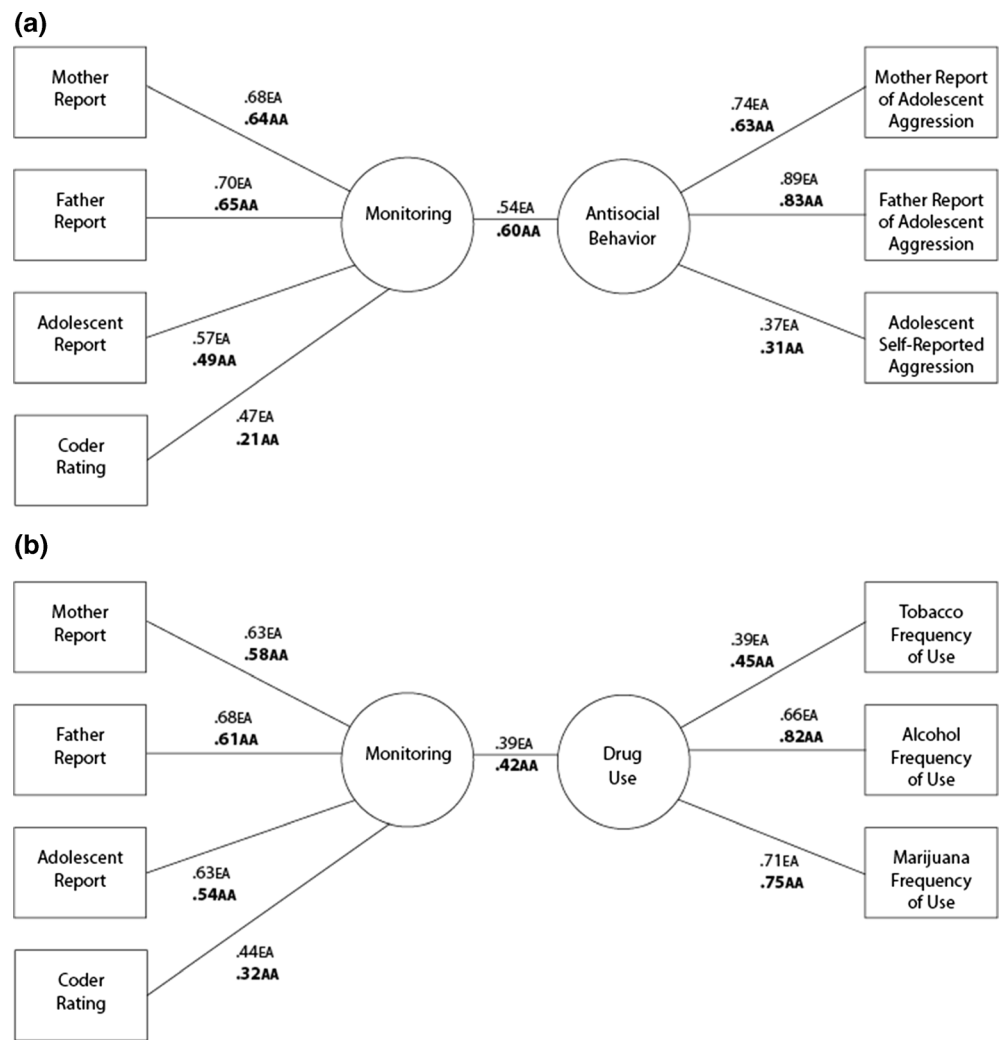 (a)
Mother
Report
.68EA
.64AA
Father
Report
.70EA
.65AA
Adolescent
Report
.57EA
.49AA
Coder
Rating
.47EA
.21AA
Monitoring
.54EA
.60AA
Antisocial
Behavior
.74EA
.63AA
Mother Report
of Adolescent
Aggression
.89EA
.83AA
Father Report
of Adolescent
Aggression
.37EA
.31AA
Adolescent
Self-Reported
Aggression
(b)
Mother
Report
.63EA
.58AA
Father
Report
.68EA
.61AA
Adolescent
Report
.63EA
.54AA
Coder
Rating
.44EA
.32AA
Monitoring
.39EA
.42AA
Drug
Use
.39EA
.45AA
Tobacco
Frequency
of Use
.66EA
.82AA
Alcohol
Frequency
of Use
.71EA
.75AA
Marijuana
Frequency
of Use